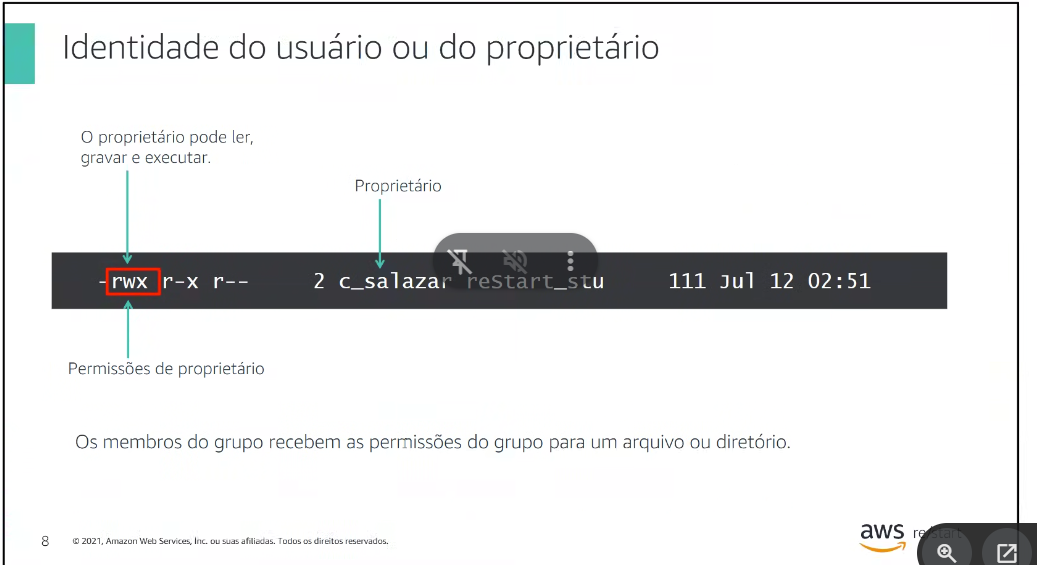 Identidade do usuário ou do proprietário
O proprietário pode ler,
gravar e executar.
Proprietário
-rwx r-x r-- 2 c_salazar reStart_stu 111 Jul 12 02:51
Permissões de proprietário
Os membros do grupo recebem as permissões do grupo para um arquivo ou diretório.
8 © 2021, Amazon Web Services, Inc. ou suas afiliadas. Todos os direitos reservados.
aws re/start